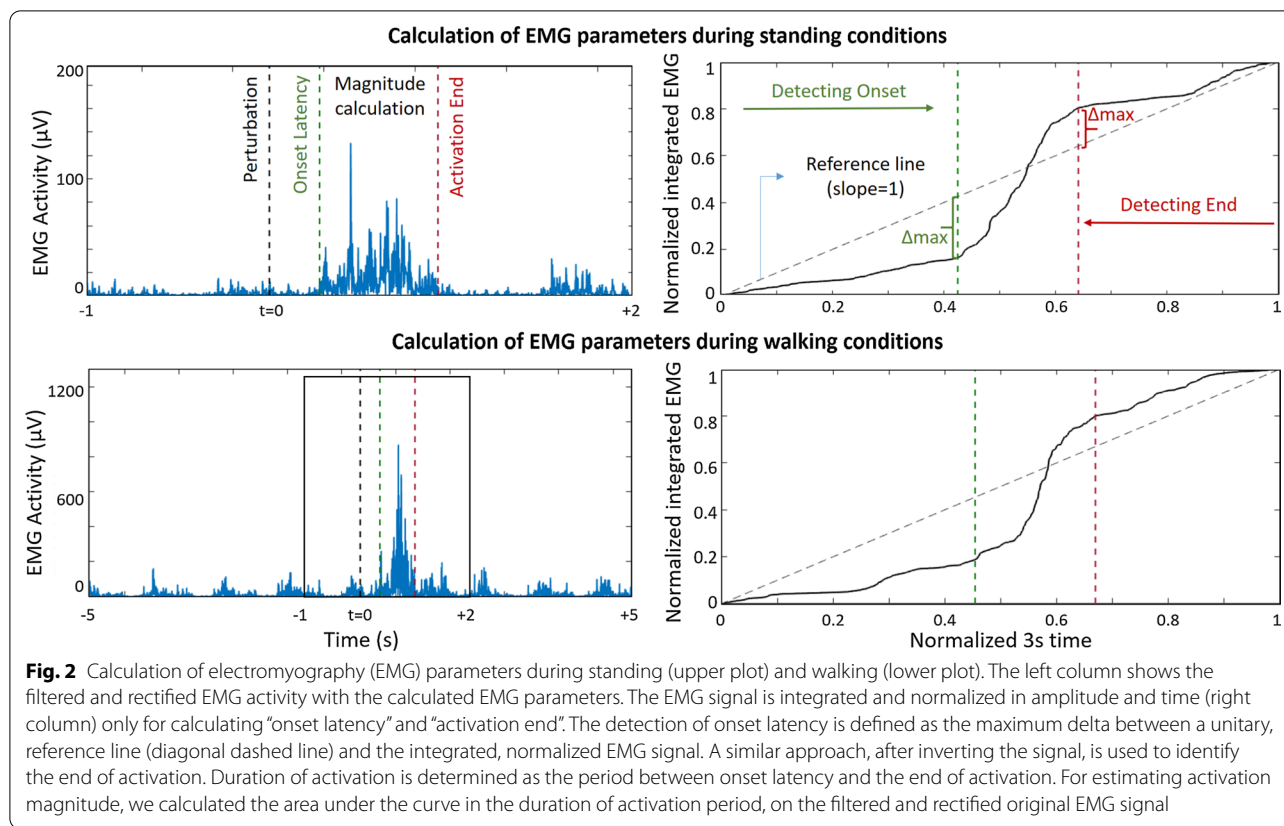 Calculation of EMG parameters during standing conditions
EMG Activity (µV)
200
100
0
-1
t=0
+2
Perturbation
Onset Latency
Magnitude
calculation
Activation End
Normalized integrated EMG
1
0.8
0.6
0.4
0.2
0
0
0.2
0.4
0.6
0.8
1
Detecting Onset
Reference line
(slope=1)
Δmax
Δmax
Detecting End
Calculation of EMG parameters during walking conditions
EMG Activity (µV)
1200
600
0
-5
-1
t=0
+2
+5
Time (s)
Normalized integrated EMG
1
0.8
0.6
0.4
0.2
0
0
0.2
0.4
0.6
0.8
1
Normalized 3s time
Fig. 2 Calculation of electromyography (EMG) parameters during standing (upper plot) and walking (lower plot). The left column shows the
filtered and rectified EMG activity with the calculated EMG parameters. The EMG signal is integrated and normalized in amplitude and time (right
column) only for calculating “onset latency” and “activation end”. The detection of onset latency is defined as the maximum delta between a unitary,
reference line (diagonal dashed line) and the integrated, normalized EMG signal. A similar approach, after inverting the signal, is used to identify
the end of activation. Duration of activation is determined as the period between onset latency and the end of activation. For estimating activation
magnitude, we calculated the area under the curve in the duration of activation period, on the filtered and rectified original EMG signal